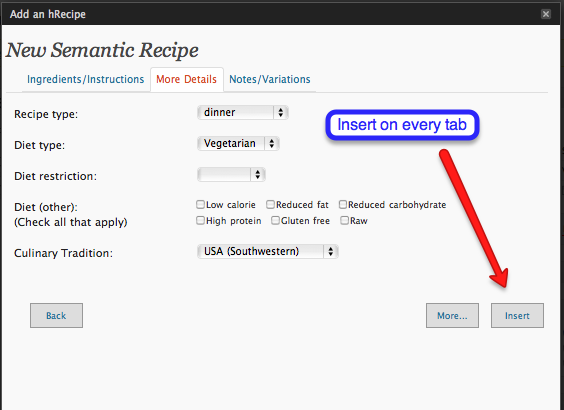 Add an hRecipe
New Semantic Recipe
Ingredients/Instructions More Details Notes/Variations
Recipe type: dinner
Insert on every tab
Diet type: Vegetarian
Diet restriction:
Diet (other): Low calorie Reduced fat Reduced carbohydrate
(Check all that apply) High protein Gluten free Raw
Culinary Tradition: USA (Southwestern)
Back More... Insert